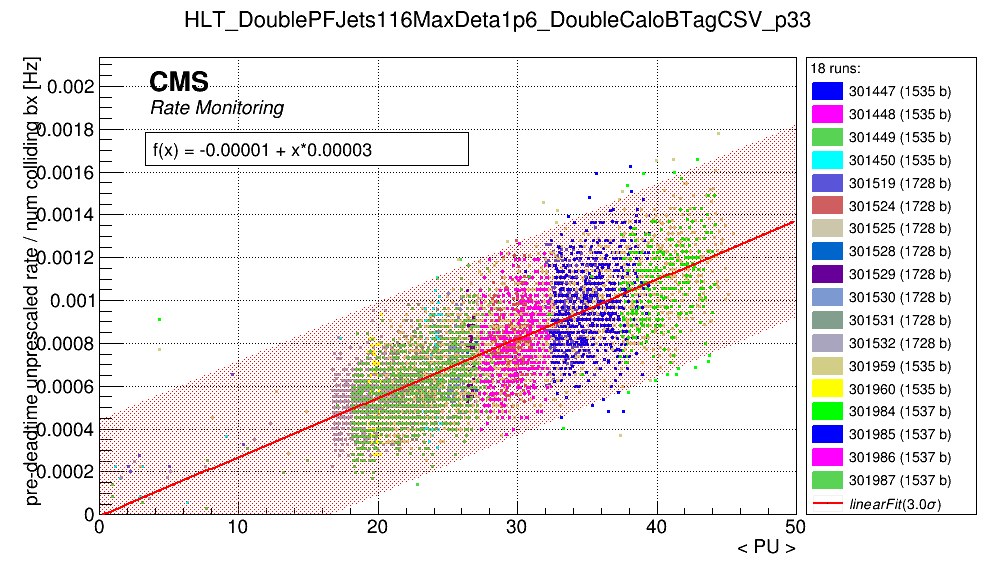 HLT_DoublePFJets116MaxDeta1p6_DoubleCaloBTagCSV_p33
pre-deadtime unprescaled rate / num colliding bx [Hz]
0.002
0.0018
0.0016
0.0014
0.0012
0.001
0.0008
0.0006
0.0004
0.0002
0
CMS
Rate Monitoring
f(x) = -0.00001 + x*0.00003
0 10 20 30 40 50
< PU >
18 runs:
301447 (1535 b)
301448 (1535 b)
301449 (1535 b)
301450 (1535 b)
301519 (1728 b)
301524 (1728 b)
301525 (1728 b)
301528 (1728 b)
301529 (1728 b)
301530 (1728 b)
301531 (1728 b)
301532 (1728 b)
301959 (1535 b)
301960 (1535 b)
301984 (1537 b)
301985 (1537 b)
301986 (1537 b)
301987 (1537 b)
linearFit(3.0σ)